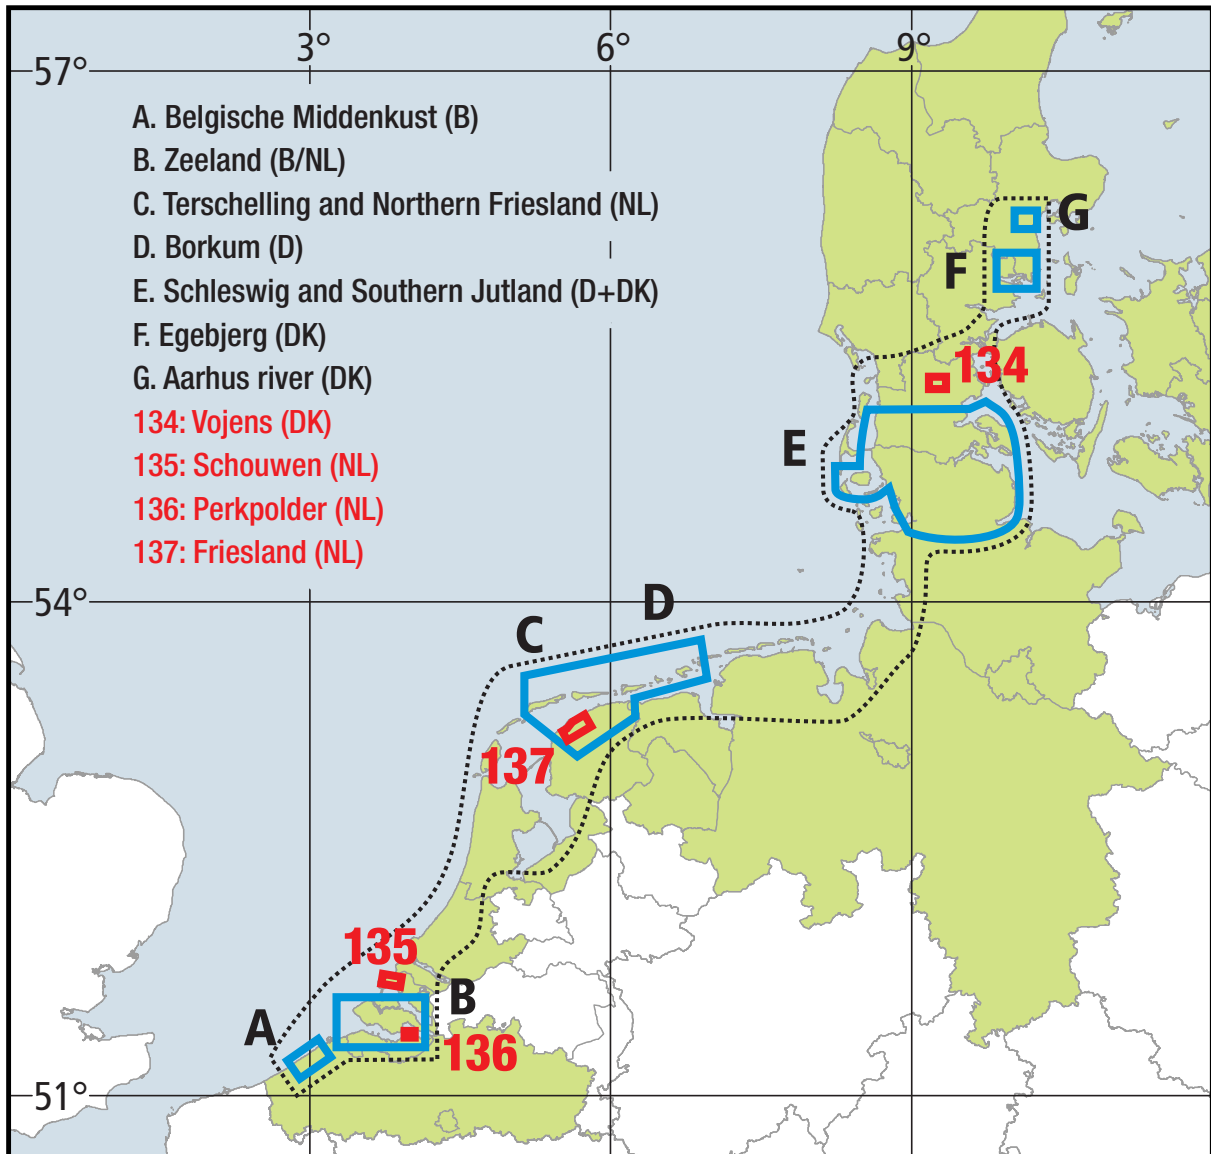 3° 6° 9°
57°
A. Belgische Middenkust (B)
B. Zeeland (B/NL)
C. Terschelling and Northern Friesland (NL)
D. Borkum (D)
E. Schleswig and Southern Jutland (D+DK)
F. Egebjerg (DK)
G. Aarhus river (DK)
134: Vojens (DK)
135: Schouwen (NL)
136: Perkpolder (NL)
137: Friesland (NL)
G
F
134
E
54°
D
C
137
135
B
A
136
51°